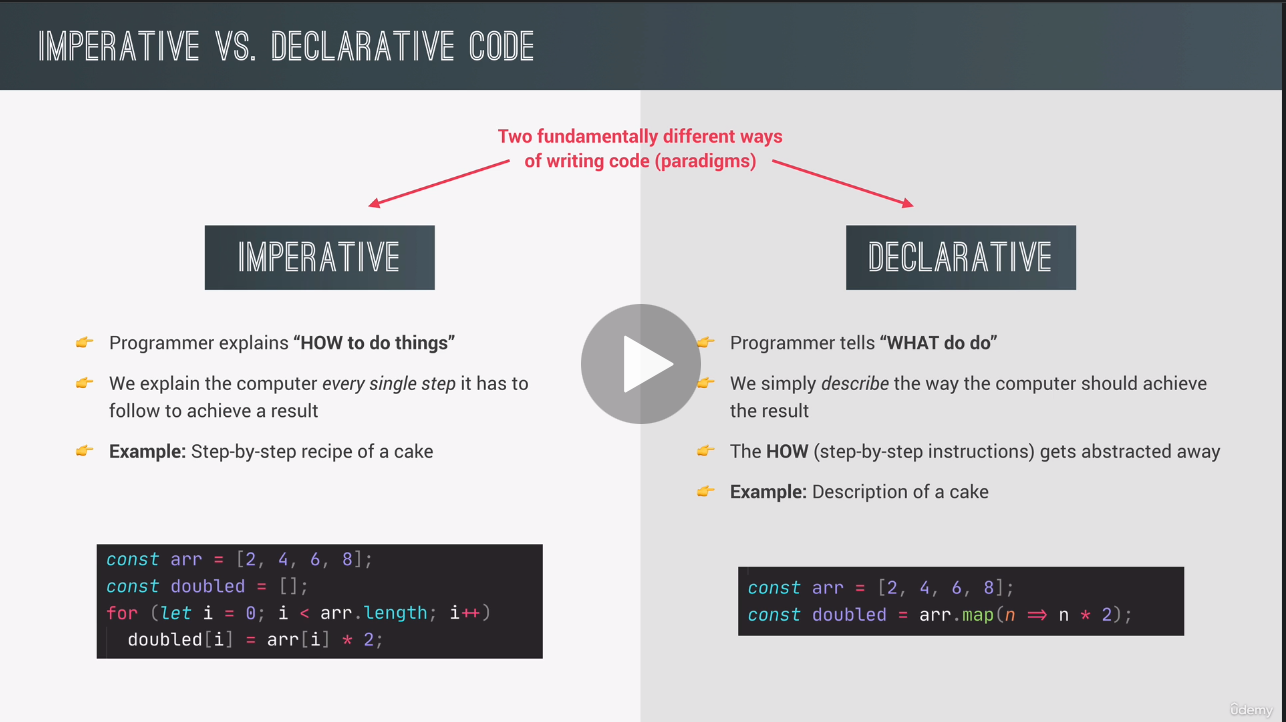 IMPERATIVE VS. DECLARATIVE CODE
Two fundamentally different ways
of writing code (paradigms)
IMPERATIVE
👉 Programmer explains “HOW to do things”
👉 We explain the computer every single step it has to
follow to achieve a result
👉 Example: Step-by-step recipe of a cake
const arr = [2, 4, 6, 8];
const doubled = [];
for (let i = 0; i < arr.length; i++)
  doubled[i] = arr[i] * 2;
DECLARATIVE
👉 Programmer tells “WHAT do do”
👉 We simply describe the way the computer should achieve
the result
👉 The HOW (step-by-step instructions) gets abstracted away
👉 Example: Description of a cake
const arr = [2, 4, 6, 8];
const doubled = arr.map(n => n * 2);
Udemy